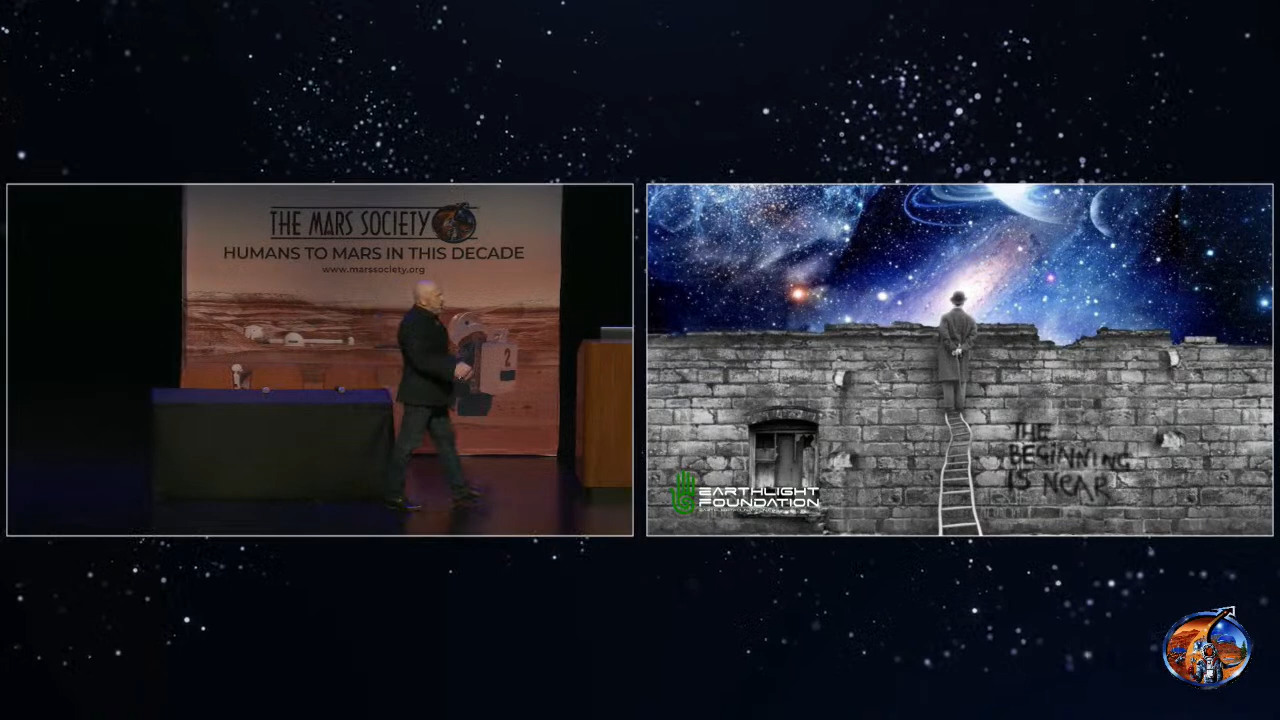 THE MARS SOCIETY
HUMANS TO MARS IN THIS DECADE
www.marssociety.org
2
THE
BEGINNING
IS NEAR
EARTHLIGHT
FOUNDATION